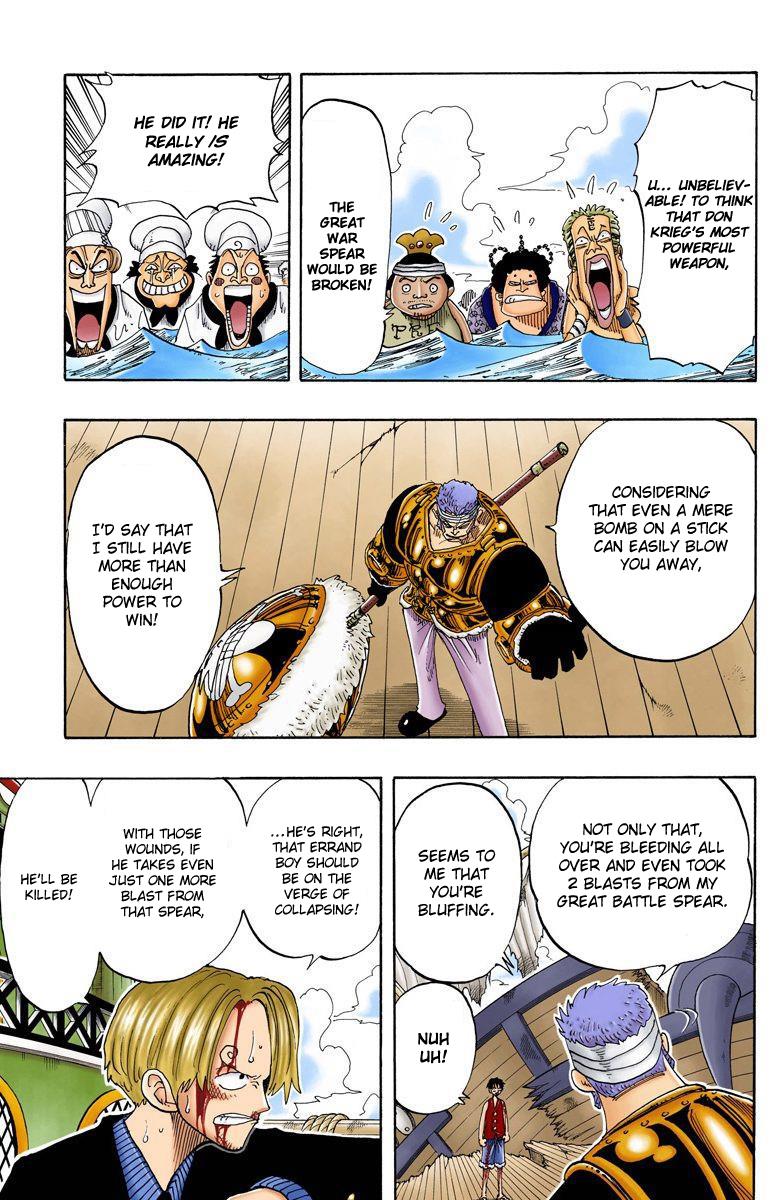 U... UNBELIEV-
ABLE! TO THINK
THAT DON
KRIEG'S MOST
POWERFUL
WEAPON,
THE
GREAT
WAR
SPEAR
WOULD BE
BROKEN!
HE DID IT! HE
REALLY IS
AMAZING!
CONSIDERING
THAT EVEN A MERE
BOMB ON A STICK
CAN EASILY BLOW
YOU AWAY,
I'D SAY THAT
I STILL HAVE
MORE THAN
ENOUGH
POWER TO
WIN!
NOT ONLY THAT,
YOU'RE BLEEDING ALL
OVER AND EVEN TOOK
2 BLASTS FROM MY
GREAT BATTLE SPEAR.
SEEMS TO
ME THAT
YOU'RE
BLUFFING.
NUH
UH!
...HE'S RIGHT,
THAT ERRAND
BOY SHOULD
BE ON THE
VERGE OF
COLLAPSING!
WITH THOSE
WOUNDS, IF
HE TAKES EVEN
JUST ONE MORE
BLAST FROM
THAT SPEAR,
HE'LL BE
KILLED!